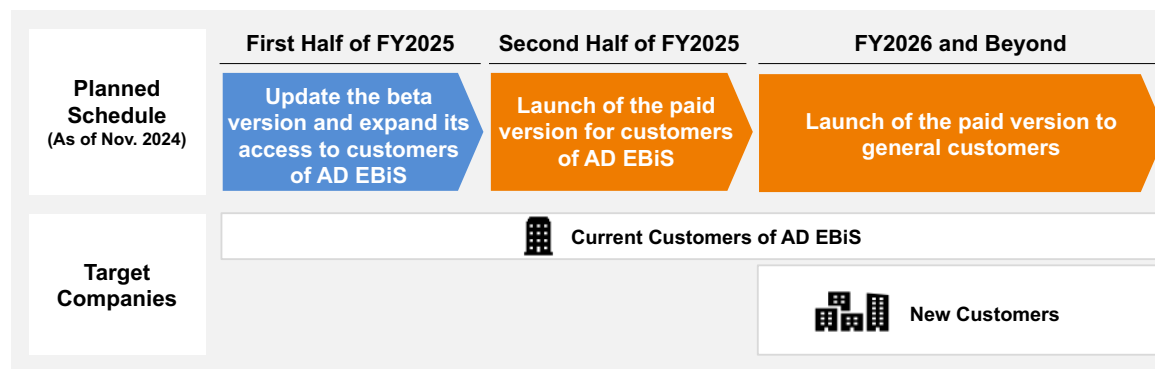 First Half of FY2025
Second Half of FY2025
FY2026 and Beyond
Planned
Schedule
(As of Nov. 2024)
Update the beta
version and expand its
access to customers
of AD EBiS
Launch of the paid
version for customers
of AD EBiS
Launch of the paid version to
general customers
Target
Companies
Current Customers of AD EBiS
New Customers